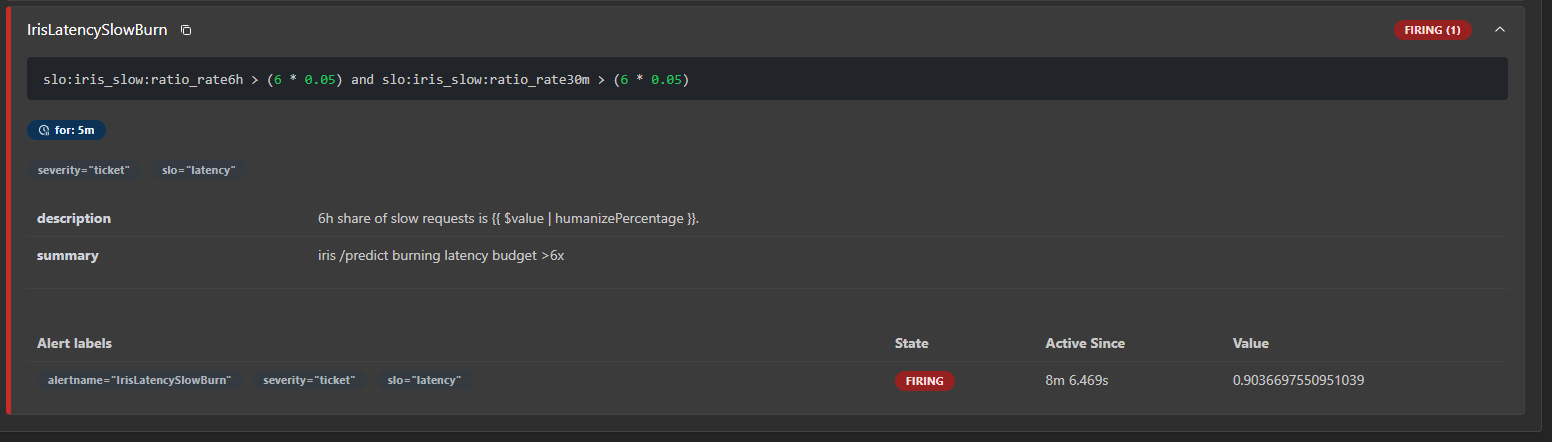 IrisLatencySlowBurn
FIRING (1)
slo:iris_slow:ratio_rate6h > (6 * 0.05) and slo:iris_slow:ratio_rate30m > (6 * 0.05)
for: 5m
severity="ticket" slo="latency"
description 6h share of slow requests is {{ $value | humanizePercentage }}.
summary iris /predict burning latency budget >6x
Alert labels State Active Since Value
alertname="IrisLatencySlowBurn" severity="ticket" slo="latency" FIRING 8m 6.469s 0.9036697550951039